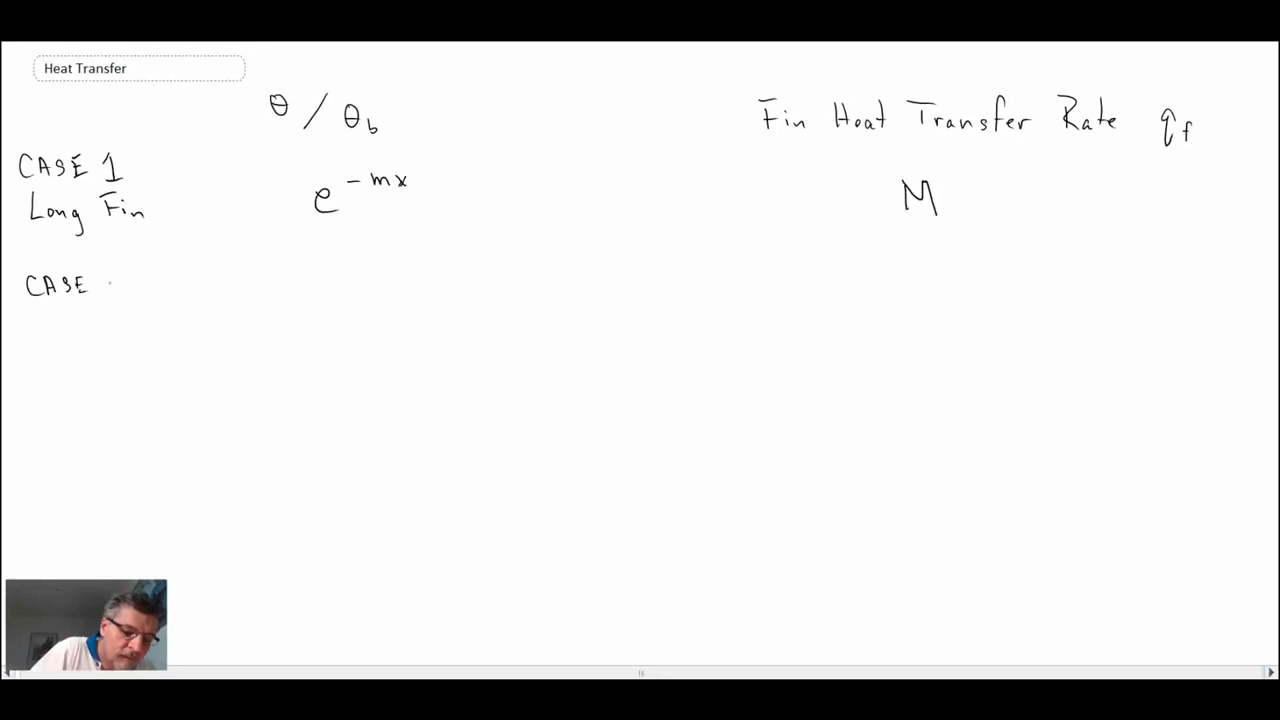 Heat Transfer
θ / θb Fin Heat Transfer Rate qf
CASE 1
Long Fin e^-mx M
CASE